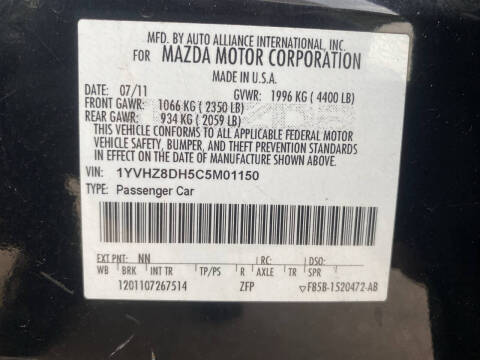 MFD. BY AUTO ALLIANCE INTERNATIONAL, INC.
FOR MAZDA MOTOR CORPORATION
MADE IN U.S.A.
DATE: 07/11 GVWR: 1996 KG ( 4400 LB)
FRONT GAWR: 1066 KG ( 2350 LB)
REAR GAWR: 934 KG ( 2059 LB)
THIS VEHICLE CONFORMS TO ALL APPLICABLE FEDERAL MOTOR
VEHICLE SAFETY, BUMPER, AND THEFT PREVENTION STANDARDS
IN EFFECT ON THE DATE OF MANUFACTURE SHOWN ABOVE.
VIN: 1YVHZ8DH5C5M01150
TYPE: Passenger Car
EXT PNT: NN RC: DSO:
WB BRK INT TR TP/PS R AXLE TR SPR
1201107267514 ZFP ▽FB5B-1520472-AB